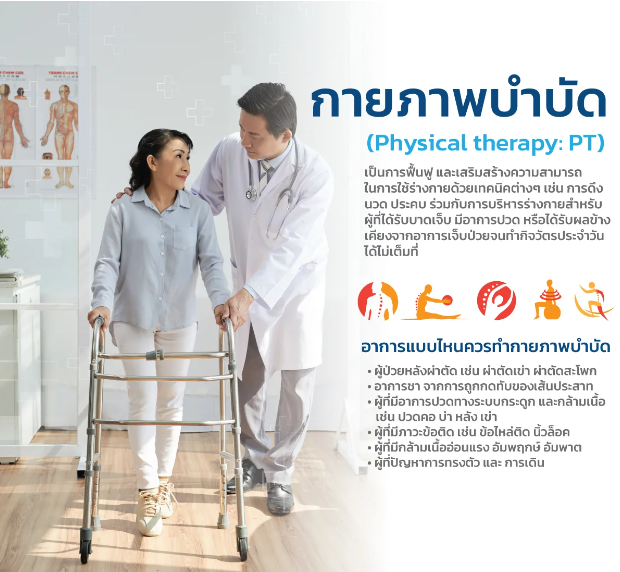 กายภาพบำบัด
(Physical therapy: PT)
เป็นการฟื้นฟู และเสริมสร้างความสามารถ
ในการใช้ร่างกายด้วยเทคนิคต่างๆ เช่น การดึง
นวด ประคบ ร่วมกับการบริหารร่างกายสำหรับ
ผู้ที่ได้รับบาดเจ็บ มีอาการปวด หรือได้รับผลข้าง
เคียงจากอาการเจ็บป่วยจนทำกิจวัตรประจำวัน
ได้ไม่เต็มที่
อาการแบบไหนควรทำกายภาพบำบัด
• ผู้ป่วยหลังผ่าตัด เช่น ผ่าตัดเข่า ผ่าตัดสะโพก
• อาการชา จากการถูกกดทับของเส้นประสาท
• ผู้ที่มีอาการปวดทางระบบกระดูก และกล้ามเนื้อ
เช่น ปวดคอ บ่า หลัง เข่า
• ผู้ที่มีภาวะข้อติด เช่น ข้อไหล่ติด นิ้วล็อค
• ผู้ที่มีกล้ามเนื้ออ่อนแรง อัมพฤกษ์ อัมพาต
• ผู้ที่ปัญหาการทรงตัว และ การเดิน